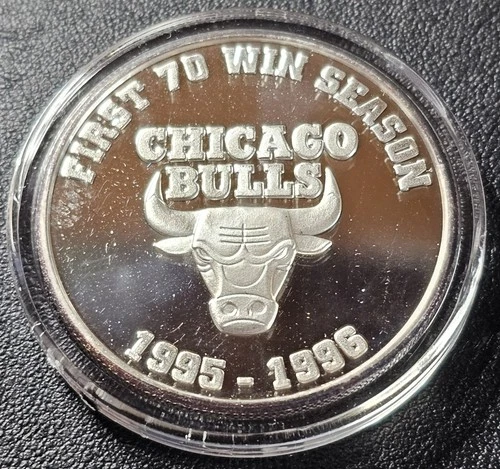 FIRST 70 WIN SEASON
CHICAGO
BULLS
1995 - 1996